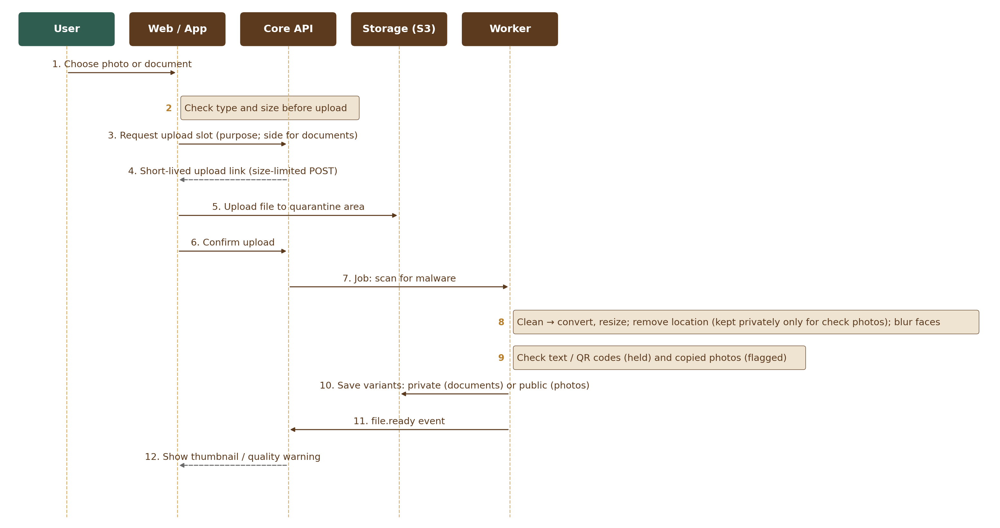 User
Web / App
Core API
Storage (S3)
Worker
1. Choose photo or document
2 Check type and size before upload
3. Request upload slot (purpose; side for documents)
4. Short-lived upload link (size-limited POST)
5. Upload file to quarantine area
6. Confirm upload
7. Job: scan for malware
8 Clean → convert, resize; remove location (kept privately only for check photos); blur faces
9 Check text / QR codes (held) and copied photos (flagged)
10. Save variants: private (documents) or public (photos)
11. file.ready event
12. Show thumbnail / quality warning